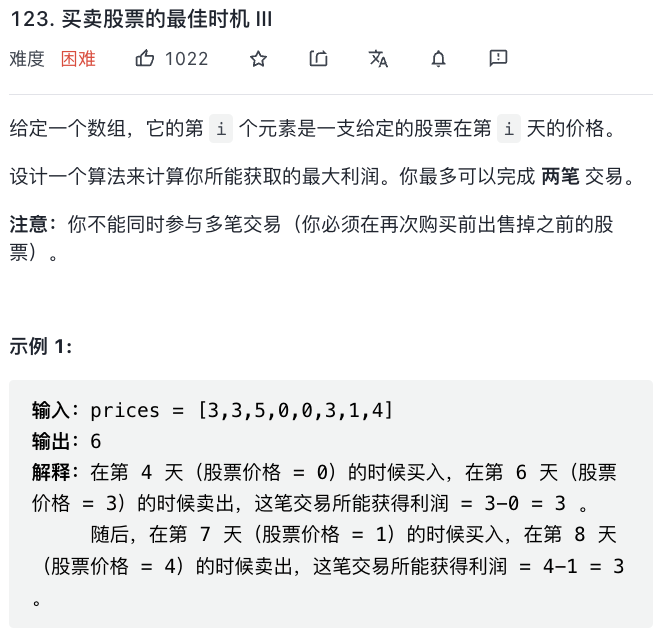 123. 买卖股票的最佳时机 III
难度 困难 1022
给定一个数组，它的第 i 个元素是一支给定的股票在第 i 天的价格。
设计一个算法来计算你所能获取的最大利润。你最多可以完成 两笔 交易。
注意：你不能同时参与多笔交易（你必须在再次购买前出售掉之前的股
票）。
示例 1:
输入：prices = [3,3,5,0,0,3,1,4]
输出：6
解释：在第 4 天（股票价格 = 0）的时候买入，在第 6 天（股票
价格 = 3）的时候卖出，这笔交易所能获得利润 = 3-0 = 3 。
随后，在第 7 天（股票价格 = 1）的时候买入，在第 8 天
（股票价格 = 4）的时候卖出，这笔交易所能获得利润 = 4-1 = 3
。